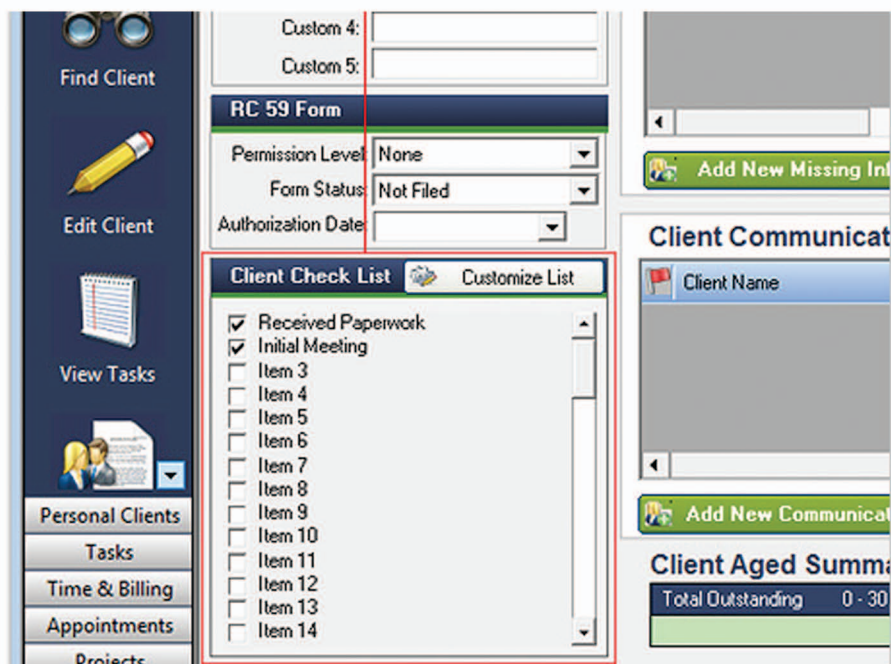 Find Client
Edit Client
View Tasks
Personal Clients
Tasks
Time & Billing
Appointments
Projects
Custom 4:
Custom 5:
RC 59 Form
Permission Level None
Form Status Not Filed
Authorization Date
Client Check List Customize List
Received Paperwork
Initial Meeting
Item 3
Item 4
Item 5
Item 6
Item 7
Item 8
Item 9
Item 10
Item 11
Item 12
Item 13
Item 14
Add New Missing Inf
Client Communicat
Client Name
Add New Communicat
Client Aged Summa
Total Outstanding 0 - 30